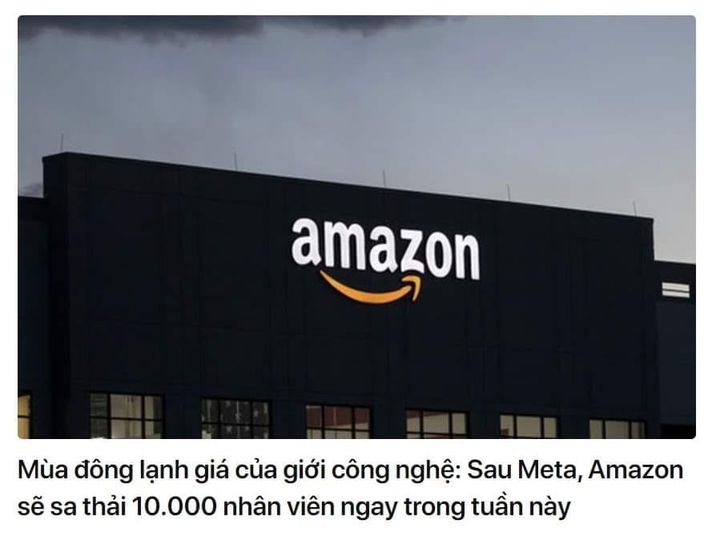 amazon
Mùa đông lạnh giá của giới công nghệ: Sau Meta, Amazon
sẽ sa thải 10.000 nhân viên ngay trong tuần này